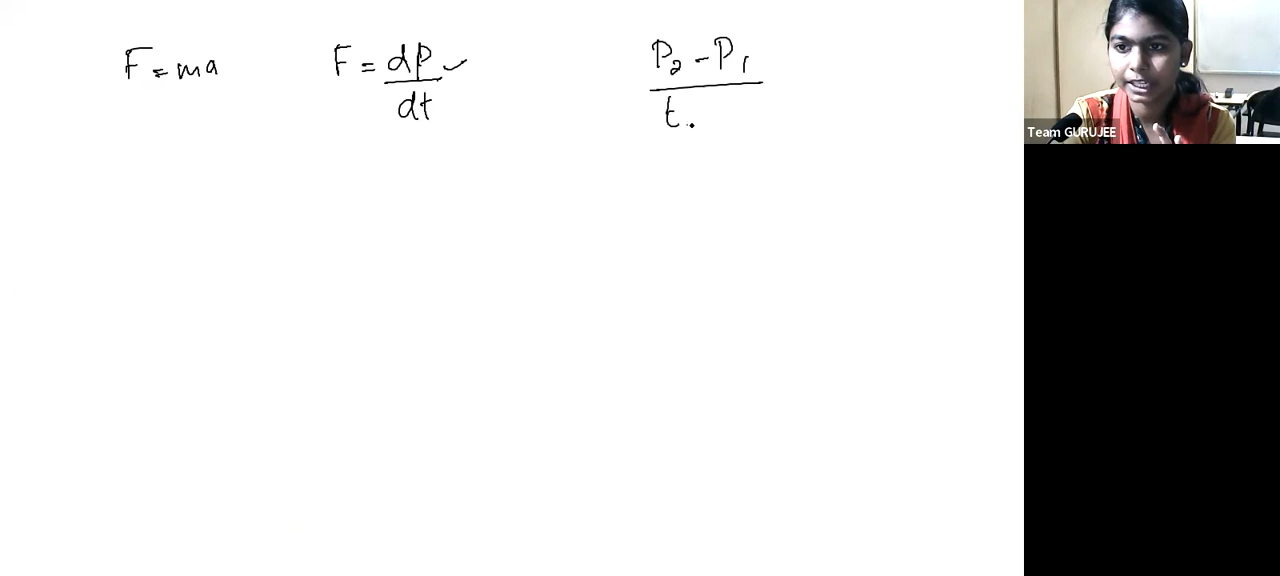 F = ma
F = dp/dt ✓
P₂ - P₁ / t.
Team GURUJEE